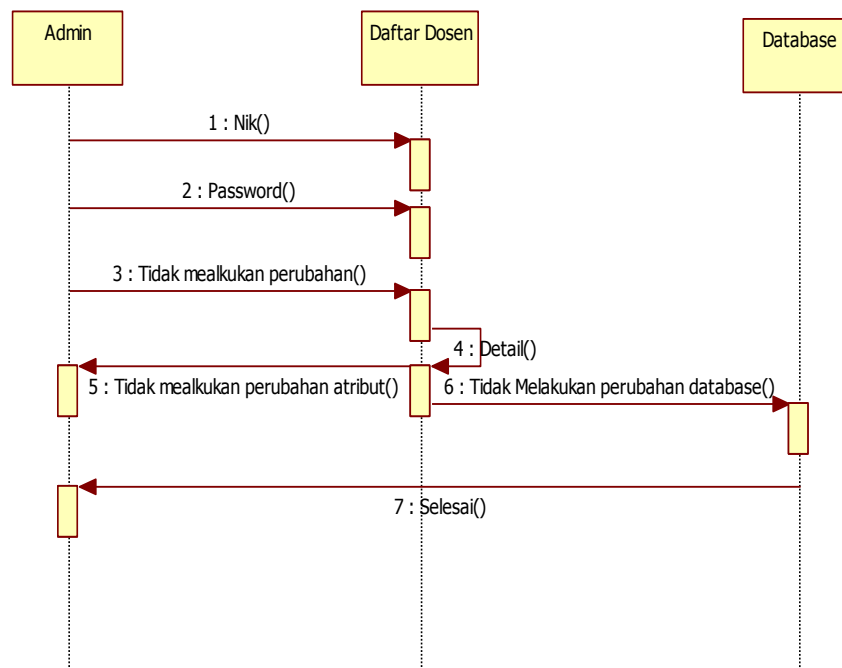 Admin
Daftar Dosen
Database
1 : Nik()
2 : Password()
3 : Tidak mealkukan perubahan()
4 : Detail()
5 : Tidak mealkukan perubahan atribut()
6 : Tidak Melakukan perubahan database()
7 : Selesai()